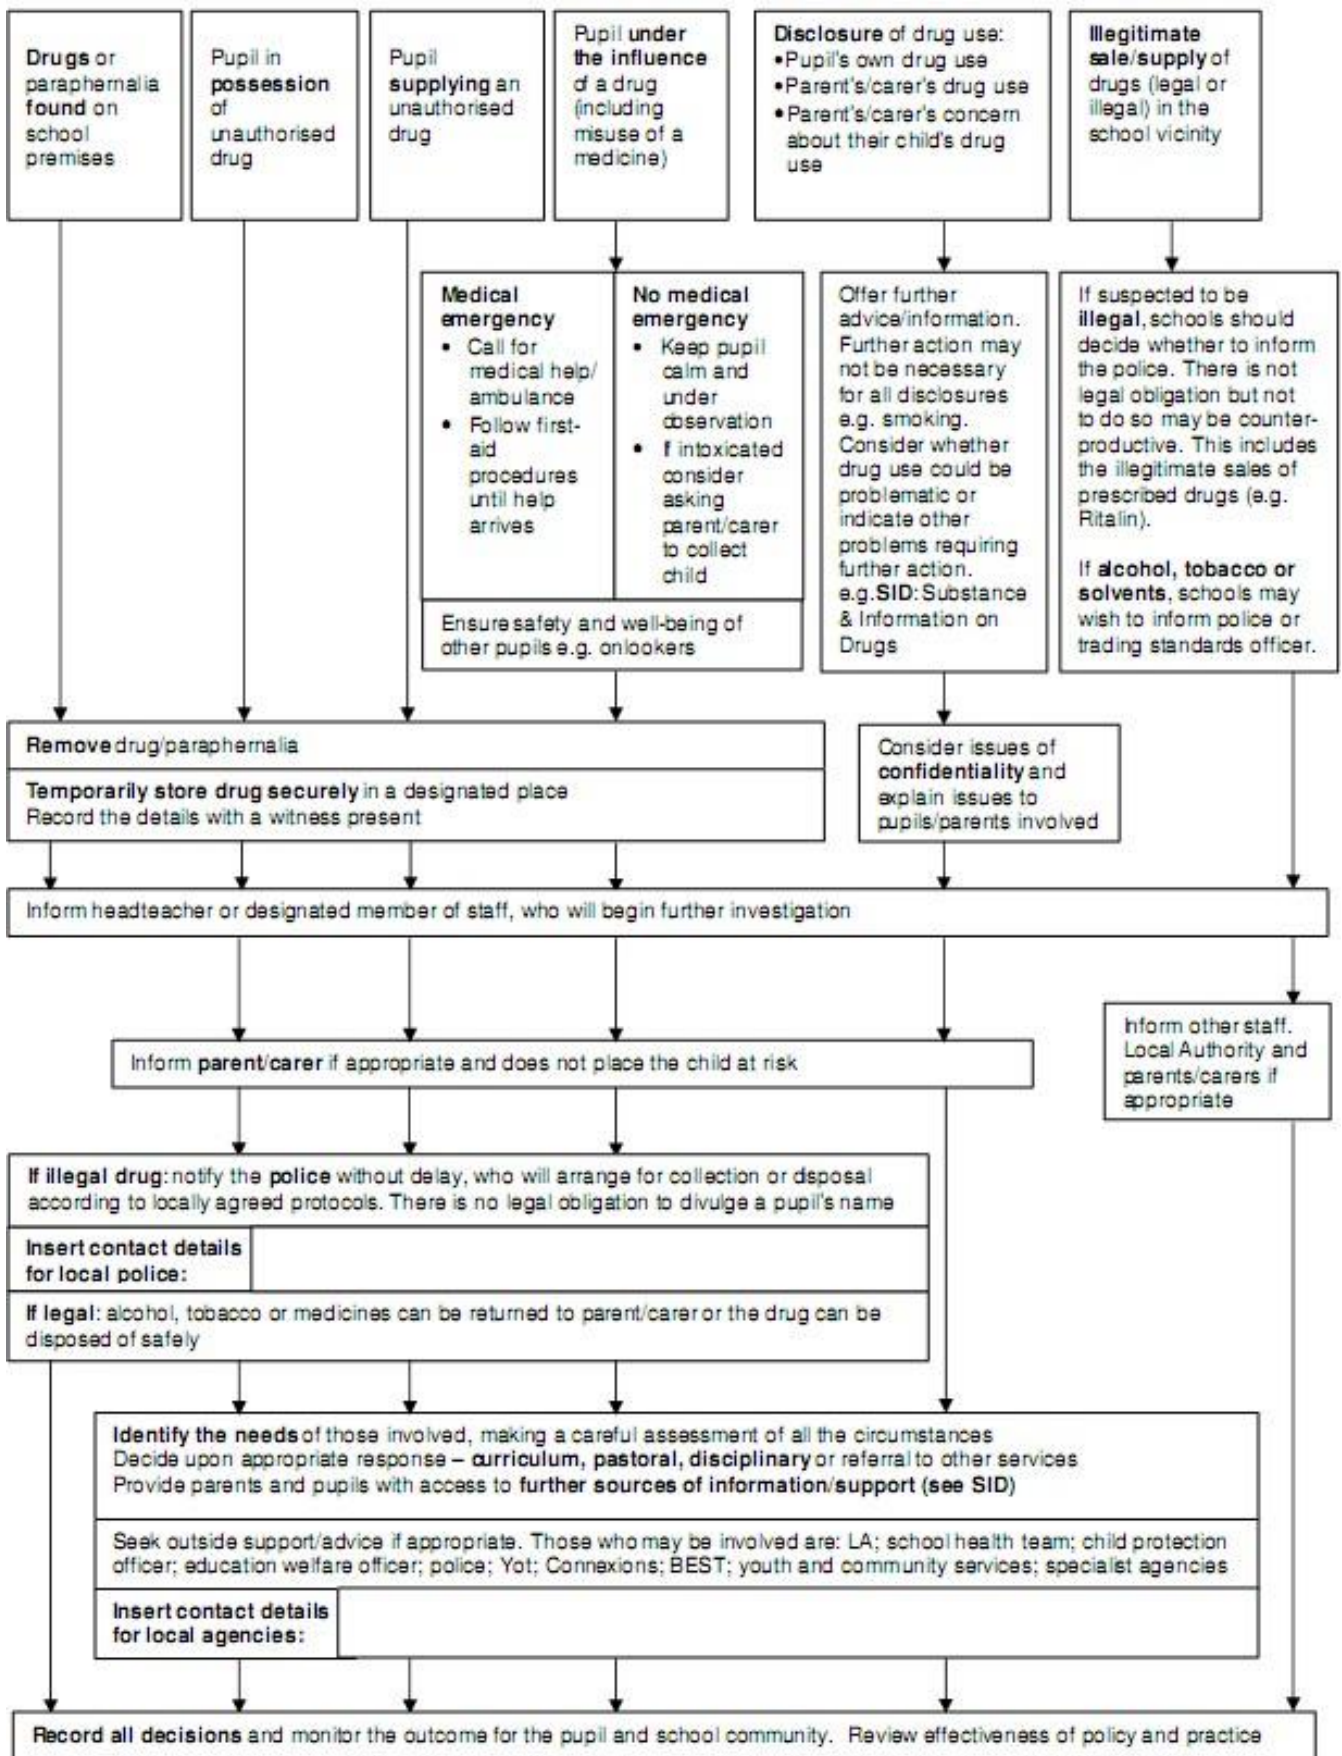 Drugs or
paraphernalia
found on
school
premises
Pupil in
possession
of
unauthorised
drug
Pupil
supplying an
unauthorised
drug
Pupil under
the influence
of a drug
(including
misuse of a
medicine)
Disclosure of drug use:
•Pupil's own drug use
•Parent's/carer's drug use
•Parent's/carer's concern
about their child's drug
use
Illegitimate
sale/supply of
drugs (legal or
illegal) in the
school vicinity
Medical
emergency
• Call for
medical help/
ambulance
• Follow first-
aid
procedures
until help
arrives
No medical
emergency
• Keep pupil
calm and
under
observation
• If intoxicated
consider
asking
parent/carer
to collect
child
Ensure safety and well-being of
other pupils e.g. onlookers
Offer further
advice/information.
Further action may
not be necessary
for all disclosures
e.g. smoking.
Consider whether
drug use could be
problematic or
indicate other
problems requiring
further action.
e.g.SID: Substance
& Information on
Drugs
If suspected to be
illegal, schools should
decide whether to inform
the police. There is not
legal obligation but not
to do so may be counter-
productive. This includes
the illegitimate sales of
prescribed drugs (e.g.
Ritalin).
If alcohol, tobacco or
solvents, schools may
wish to inform police or
trading standards officer.
Remove drug/paraphernalia
Temporarily store drug securely in a designated place
Record the details with a witness present
Consider issues of
confidentiality and
explain issues to
pupils/parents involved
Inform headteacher or designated member of staff, who will begin further investigation
Inform parent/carer if appropriate and does not place the child at risk
Inform other staff.
Local Authority and
parents/carers if
appropriate
If illegal drug: notify the police without delay, who will arrange for collection or disposal
according to locally agreed protocols. There is no legal obligation to divulge a pupil's name
Insert contact details
for local police:
If legal: alcohol, tobacco or medicines can be returned to parent/carer or the drug can be
disposed of safely
Identify the needs of those involved, making a careful assessment of all the circumstances
Decide upon appropriate response – curriculum, pastoral, disciplinary or referral to other services
Provide parents and pupils with access to further sources of information/support (see SID)
Seek outside support/advice if appropriate. Those who may be involved are: LA; school health team; child protection
officer; education welfare officer; police; Yot; Connexions; BEST; youth and community services; specialist agencies
Insert contact details
for local agencies:
Record all decisions and monitor the outcome for the pupil and school community. Review effectiveness of policy and practice